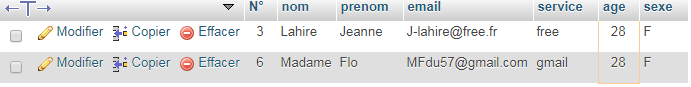 N° nom prenom email service age sexe
Modifier Copier Effacer 3 Lahire Jeanne J-lahire@free.fr free 28 F
Modifier Copier Effacer 6 Madame Flo MFdu57@gmail.com gmail 28 F